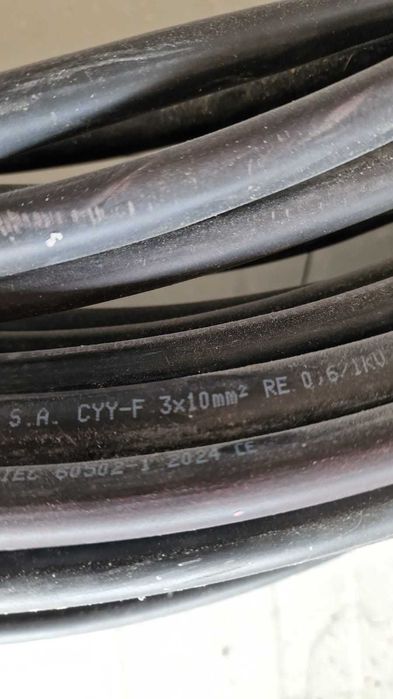 S.A. CYY-F 3x10mm² RE 0,6/1KV
IEC 60502-1 2024 CE